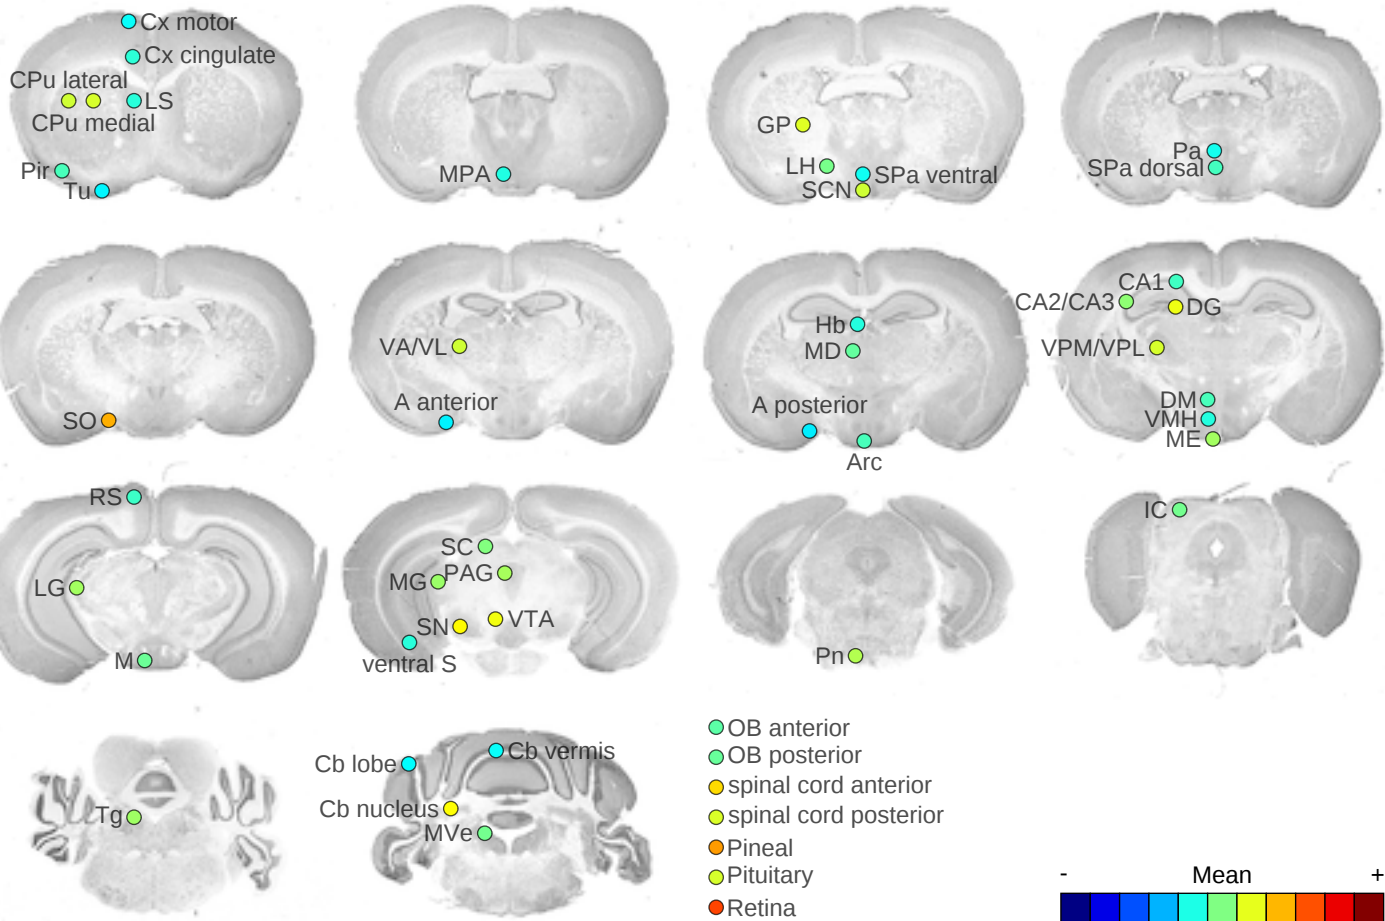 Cx motor
Cx cingulate
CPu lateral
LS
CPu medial
Pir
Tu
MPA
GP
LH
SPa ventral
SCN
Pa
SPa dorsal
SO
VA/VL
A anterior
Hb
MD
A posterior
Arc
CA1
CA2/CA3
DG
VPM/VPL
DM
VMH
ME
RS
LG
M
SC
PAG
MG
SN
VTA
ventral S
Pn
IC
Tg
Cb lobe
Cb vermis
Cb nucleus
MVe
OB anterior
OB posterior
spinal cord anterior
spinal cord posterior
Pineal
Pituitary
Retina
- Mean +